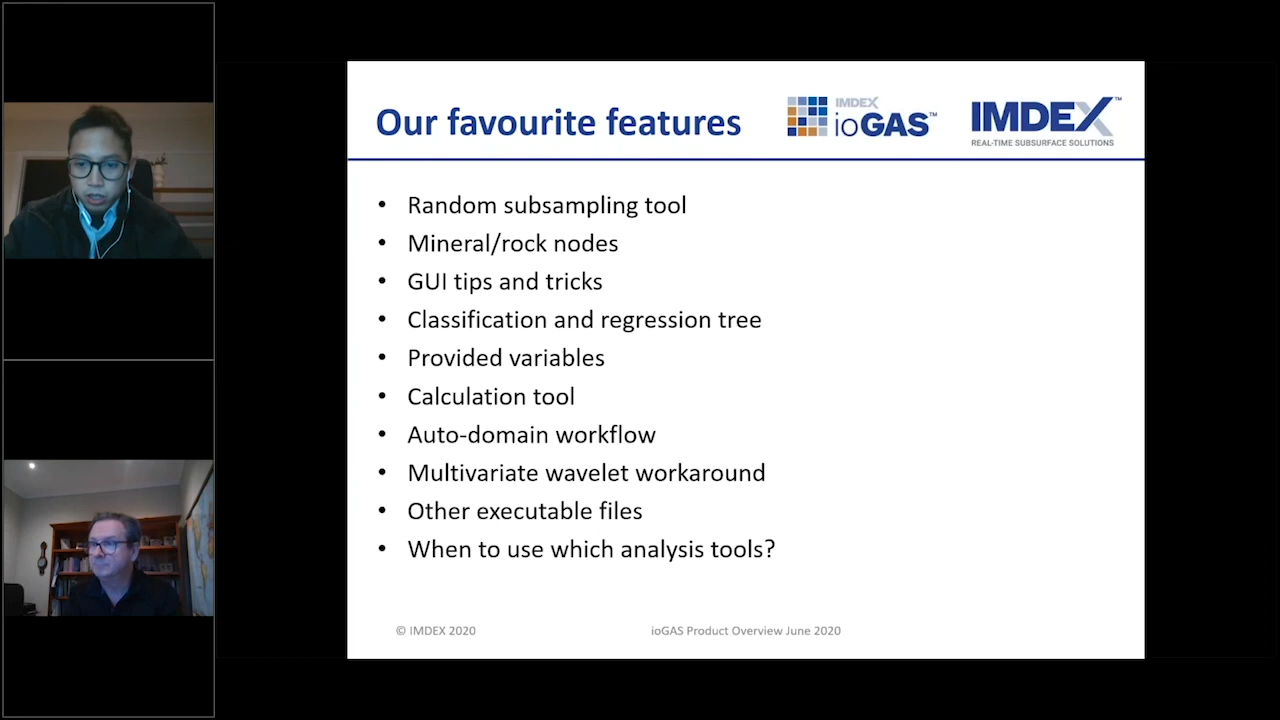 Our favourite features
IMDEX
ioGAS™
IMDEX™
REAL-TIME SUBSURFACE SOLUTIONS
• Random subsampling tool
• Mineral/rock nodes
• GUI tips and tricks
• Classification and regression tree
• Provided variables
• Calculation tool
• Auto-domain workflow
• Multivariate wavelet workaround
• Other executable files
• When to use which analysis tools?
© IMDEX 2020
ioGAS Product Overview June 2020